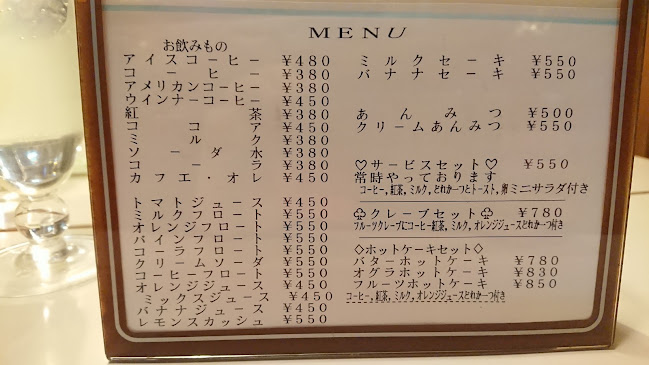 MENU
お飲みもの
アイスコーヒー ¥480
コーヒー ¥380
アメリカンコーヒー ¥380
ウインナーコーヒー ¥450
紅茶 ¥380
ココア ¥450
ミルク ¥380
ソーダ水 ¥380
コーラ ¥380
カフェ・オレ ¥450
トマトジュース ¥450
ミルクフロート ¥550
オレンジフロート ¥550
パインフロート ¥550
コーラフロート ¥550
クリームソーダ ¥550
コーヒーフロート ¥550
オレンジジュース ¥450
ミックスジュース ¥450
バナナジュース ¥450
レモンスカッシュ ¥550
ミルクセーキ ¥550
バナナセーキ ¥550
あんみつ ¥500
クリームあんみつ ¥550
♡サービスセット♡ ¥550
常時やっております
コーヒー,紅茶,ミルク,どれか一つとトースト,卵ミニサラダ付き
♧クレープセット♧ ¥780
フルーツクレープにコーヒー紅茶,ミルク,オレンジジュースどれか一つ付き
◇ホットケーキセット◇
バターホットケーキ ¥780
オグラホットケーキ ¥830
フルーツホットケーキ ¥850
コーヒー,紅茶,ミルク,オレンジジュースどれか一つ付き